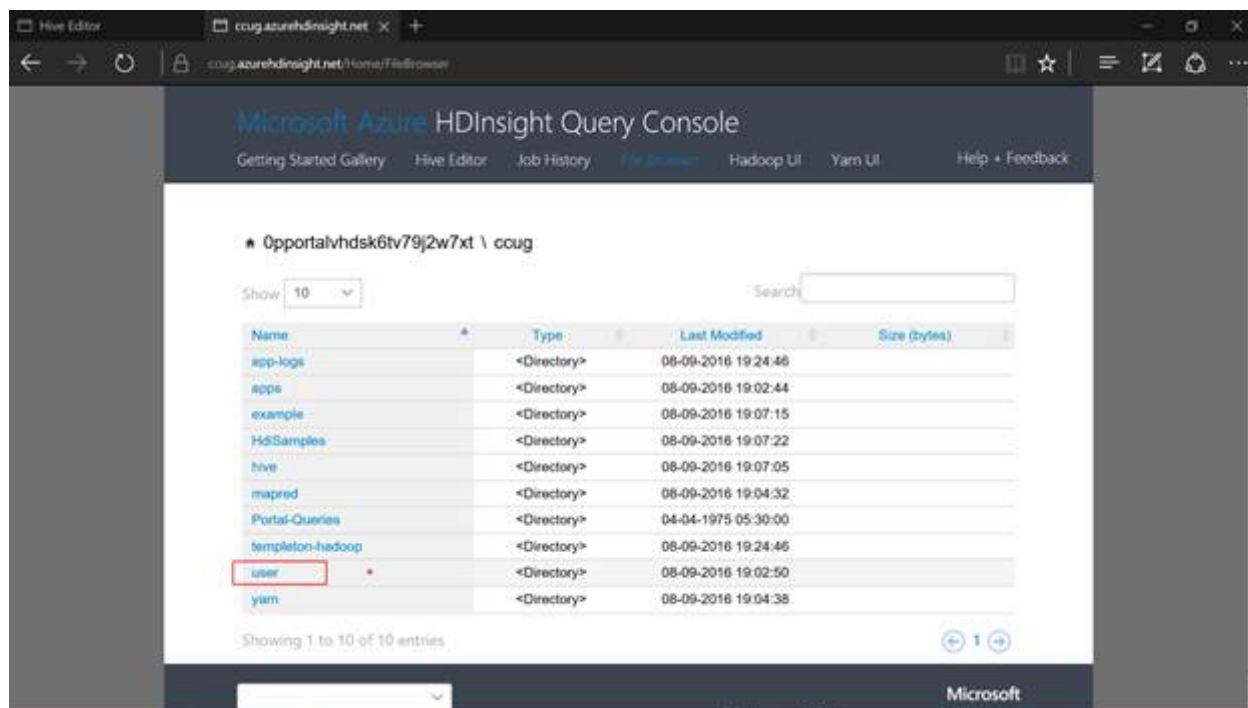 Hive Editor
ccug.azurehdinsight.net
ccug.azurehdinsight.net/Home/FileBrowser
Microsoft Azure HDInsight Query Console
Getting Started Gallery Hive Editor Job History File Browser Hadoop UI Yarn UI Help + Feedback
0pportalvhdsk6tv79j2w7xt \ ccug
Show 10 Search
Name Type Last Modified Size (bytes)
app-logs <Directory> 08-09-2016 19:24:46
apps <Directory> 08-09-2016 19:02:44
example <Directory> 08-09-2016 19:07:15
HdiSamples <Directory> 08-09-2016 19:07:22
hive <Directory> 08-09-2016 19:07:05
mapred <Directory> 08-09-2016 19:04:32
Portal-Queries <Directory> 04-04-1975 05:30:00
templeton-hadoop <Directory> 08-09-2016 19:24:46
user <Directory> 08-09-2016 19:02:50
yarn <Directory> 08-09-2016 19:04:38
Showing 1 to 10 of 10 entries 1
Microsoft